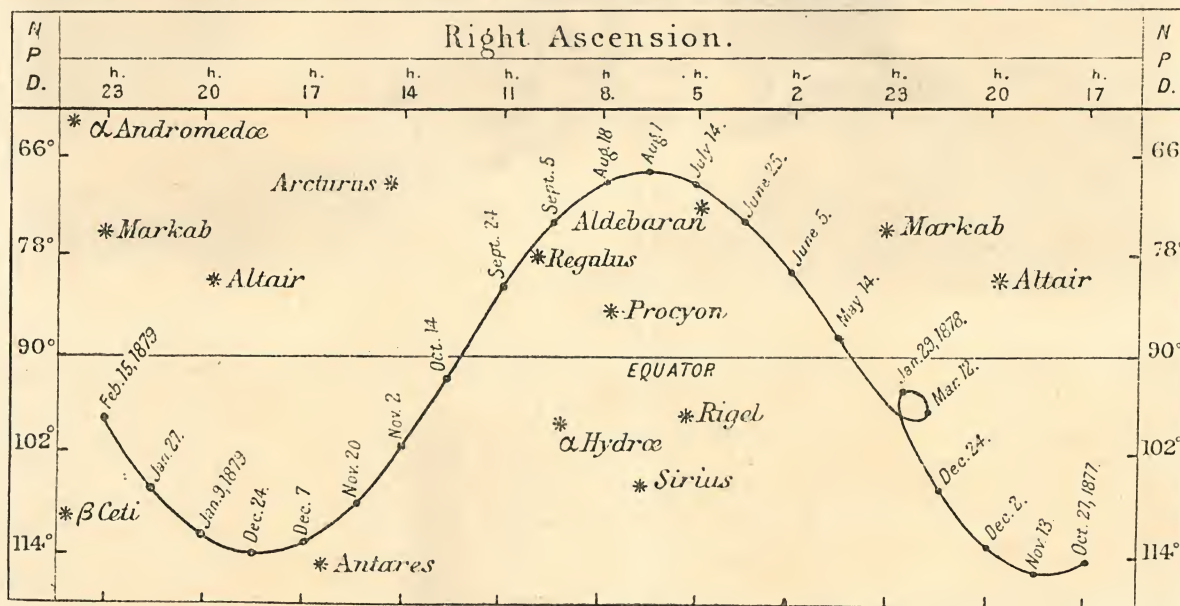 N P D. Right Ascension. N P D.
h. h. h. h. h. h. h. h. h. h. h.
23 20 17 14 11 8. 5 2 23 20 17
α Andromedœ
66° Arcturus Sept. 5 Aug. 18 Aug. 1 July 14. June 25. 66°
Markab Sept. 24 Aldebaran June 5. Markab
78° Regulus 78°
Altair Procyon May 14. Altair
Feb. 15, 1879 Oct. 14 Jan. 29, 1878.
90° EQUATOR 90°
Mar. 12.
Nov. 2 Rigel
102° α Hydrœ 102°
Jan. 27. Nov. 20 Sirius Dec. 24.
β Ceti Jan. 9, 1879 Dec. 24. Dec. 7 Dec. 2. Nov. 13. Oct. 27, 1877.
114° Antares 114°